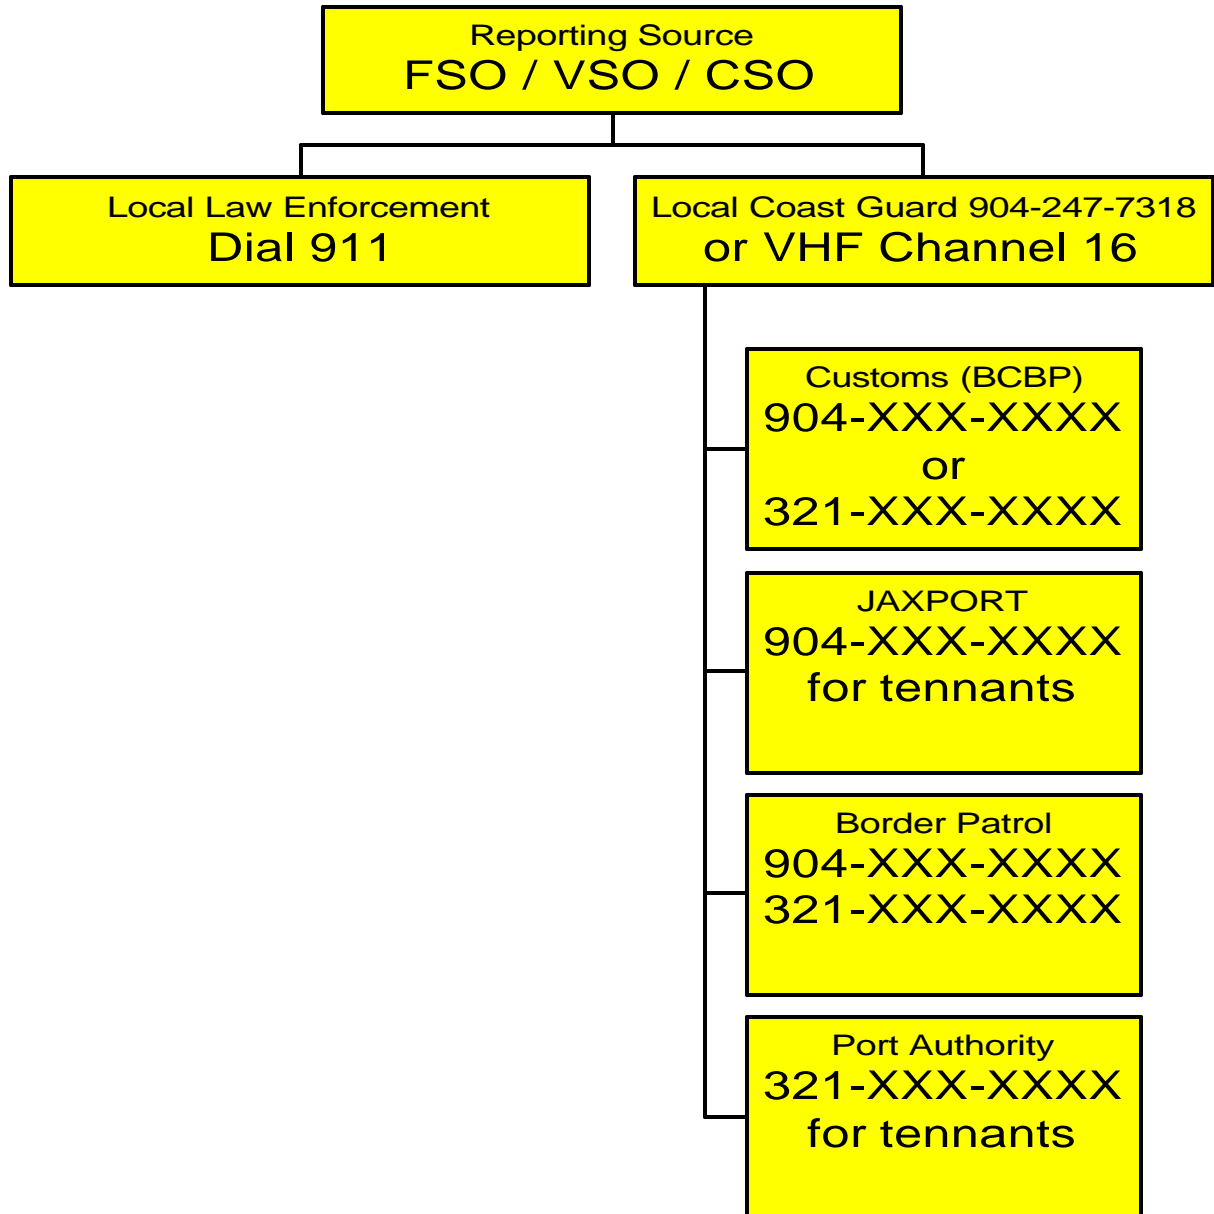 Reporting Source
FSO / VSO / CSO
Local Law Enforcement
Dial 911
Local Coast Guard 904-247-7318
or VHF Channel 16
Customs (BCBP)
904-XXX-XXXX
or
321-XXX-XXXX
JAXPORT
904-XXX-XXXX
for tennants
Border Patrol
904-XXX-XXXX
321-XXX-XXXX
Port Authority
321-XXX-XXXX
for tennants